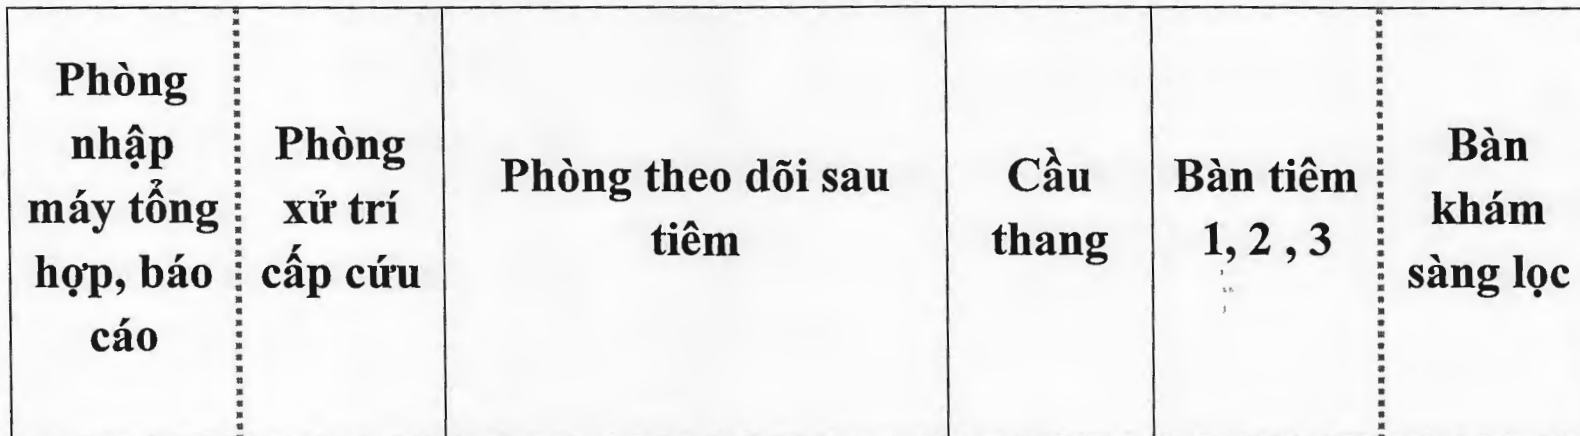 Phòng
nhập
máy tổng
hợp, báo
cáo
Phòng
xử trí
cấp cứu
Phòng theo dõi sau
tiêm
Cầu
thang
Bàn tiêm
1, 2 , 3
Bàn
khám
sàng lọc